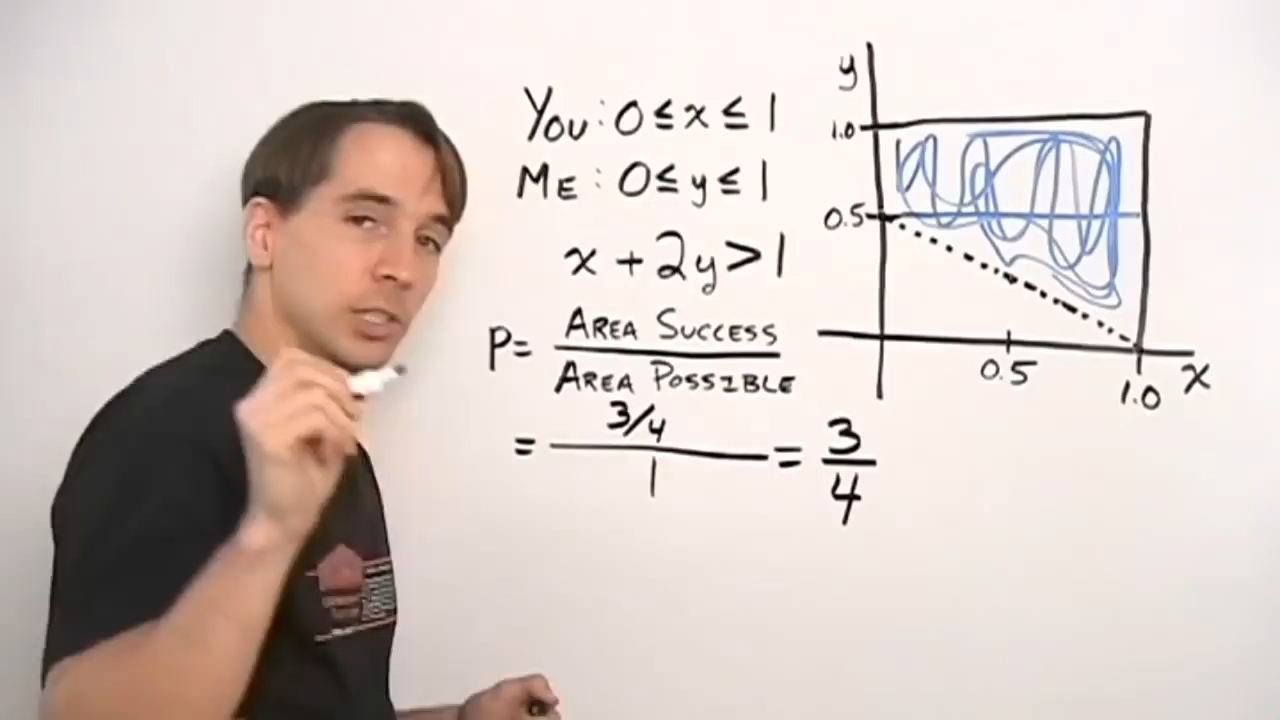 You: 0 ≤ x ≤ 1
ME: 0 ≤ y ≤ 1
x + 2y > 1
P = AREA SUCCESS
AREA POSSIBLE
= 3/4
1
= 3
4
y
1.0
0.5
0.5
1.0
x